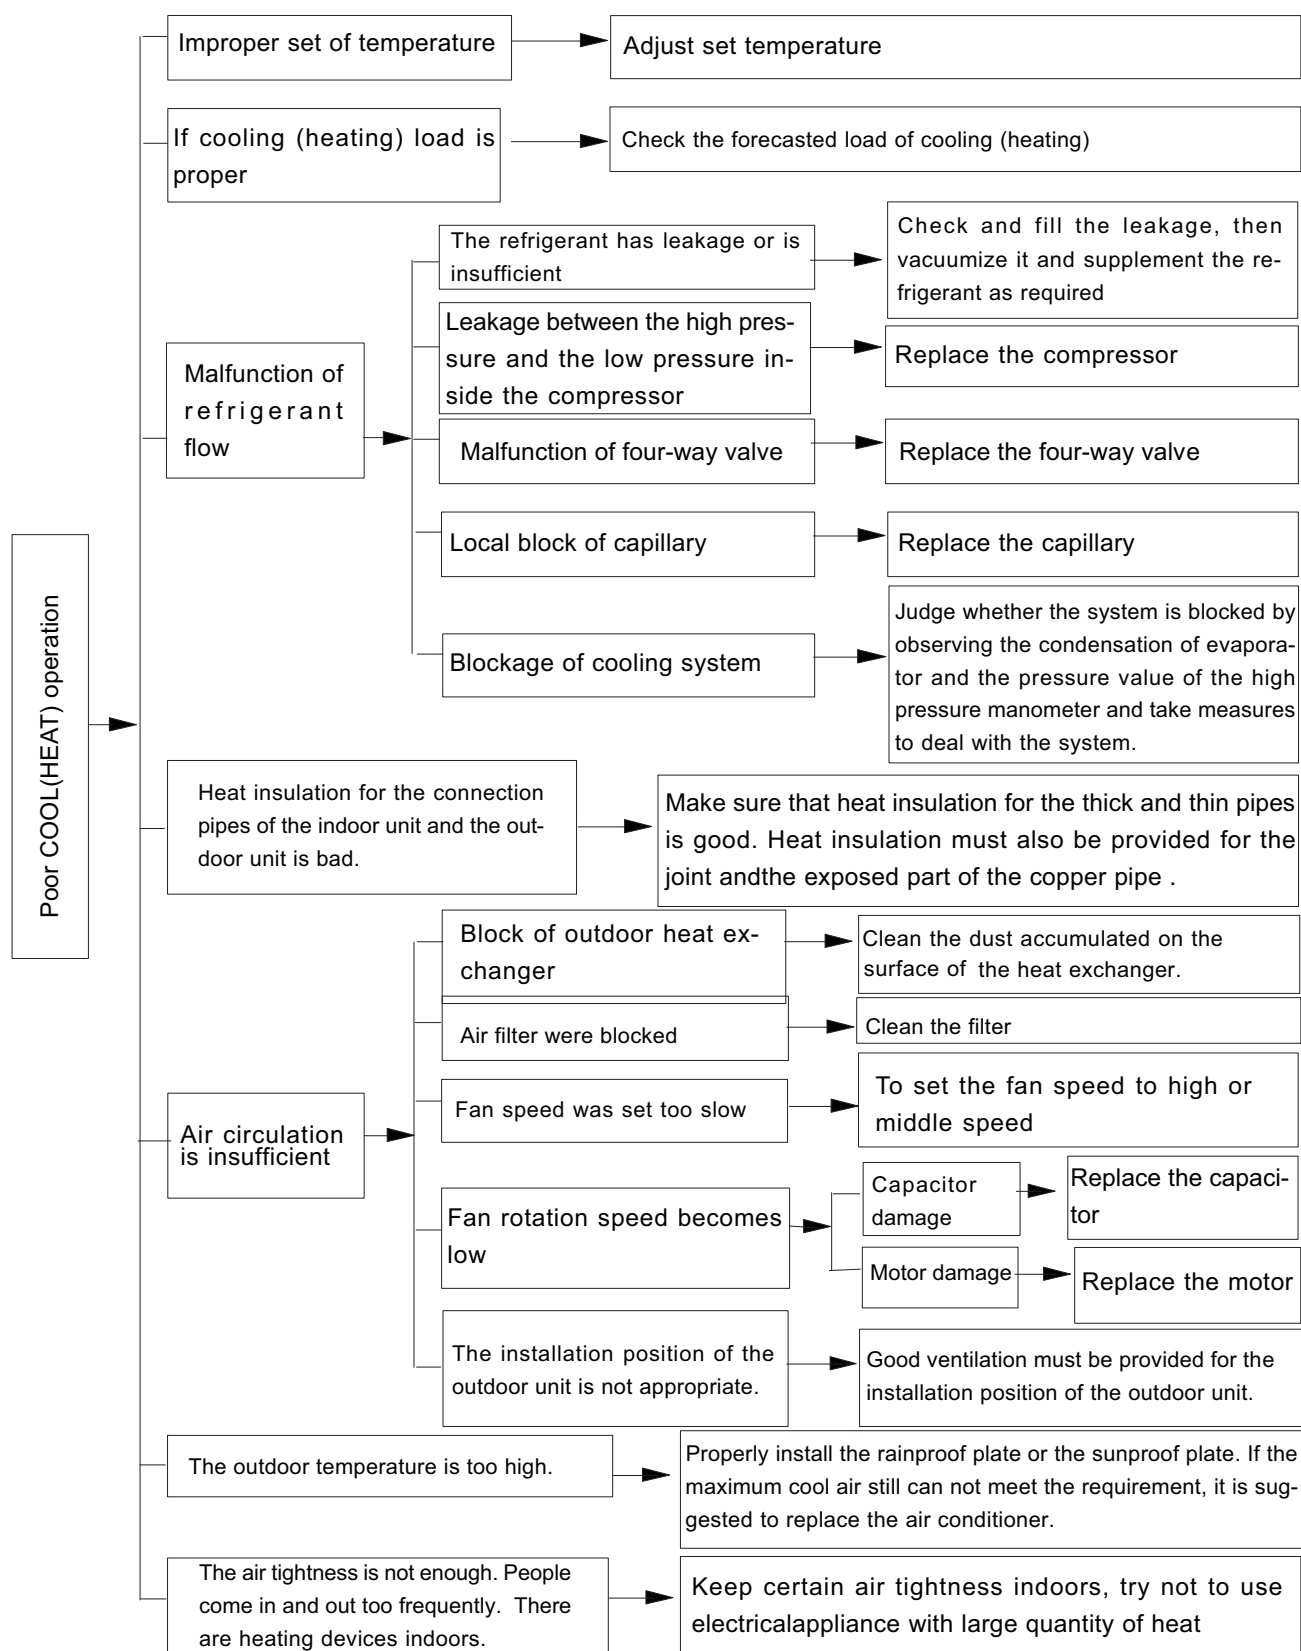 Improper set of temperature
Adjust set temperature
If cooling (heating) load is
proper
Check the forecasted load of cooling (heating)
The refrigerant has leakage or is
insufficient
Check and fill the leakage, then
vacuumize it and supplement the re-
frigerant as required
Leakage between the high pres-
sure and the low pressure in-
side the compressor
Replace the compressor
Malfunction of
refrigerant
flow
Malfunction of four-way valve
Replace the four-way valve
Local block of capillary
Replace the capillary
Blockage of cooling system
Judge whether the system is blocked by
observing the condensation of evapora-
tor and the pressure value of the high
pressure manometer and take measures
to deal with the system.
Poor COOL(HEAT) operation
Heat insulation for the connection
pipes of the indoor unit and the out-
door unit is bad.
Make sure that heat insulation for the thick and thin pipes
is good. Heat insulation must also be provided for the
joint andthe exposed part of the copper pipe .
Block of outdoor heat ex-
changer
Clean the dust accumulated on the
surface of the heat exchanger.
Air filter were blocked
Clean the filter
Fan speed was set too slow
To set the fan speed to high or
middle speed
Air circulation
is insufficient
Fan rotation speed becomes
low
Capacitor
damage
Replace the capaci-
tor
Motor damage
Replace the motor
The installation position of the
outdoor unit is not appropriate.
Good ventilation must be provided for the
installation position of the outdoor unit.
The outdoor temperature is too high.
Properly install the rainproof plate or the sunproof plate. If the
maximum cool air still can not meet the requirement, it is sug-
gested to replace the air conditioner.
The air tightness is not enough. People
come in and out too frequently. There
are heating devices indoors.
Keep certain air tightness indoors, try not to use
electricalappliance with large quantity of heat